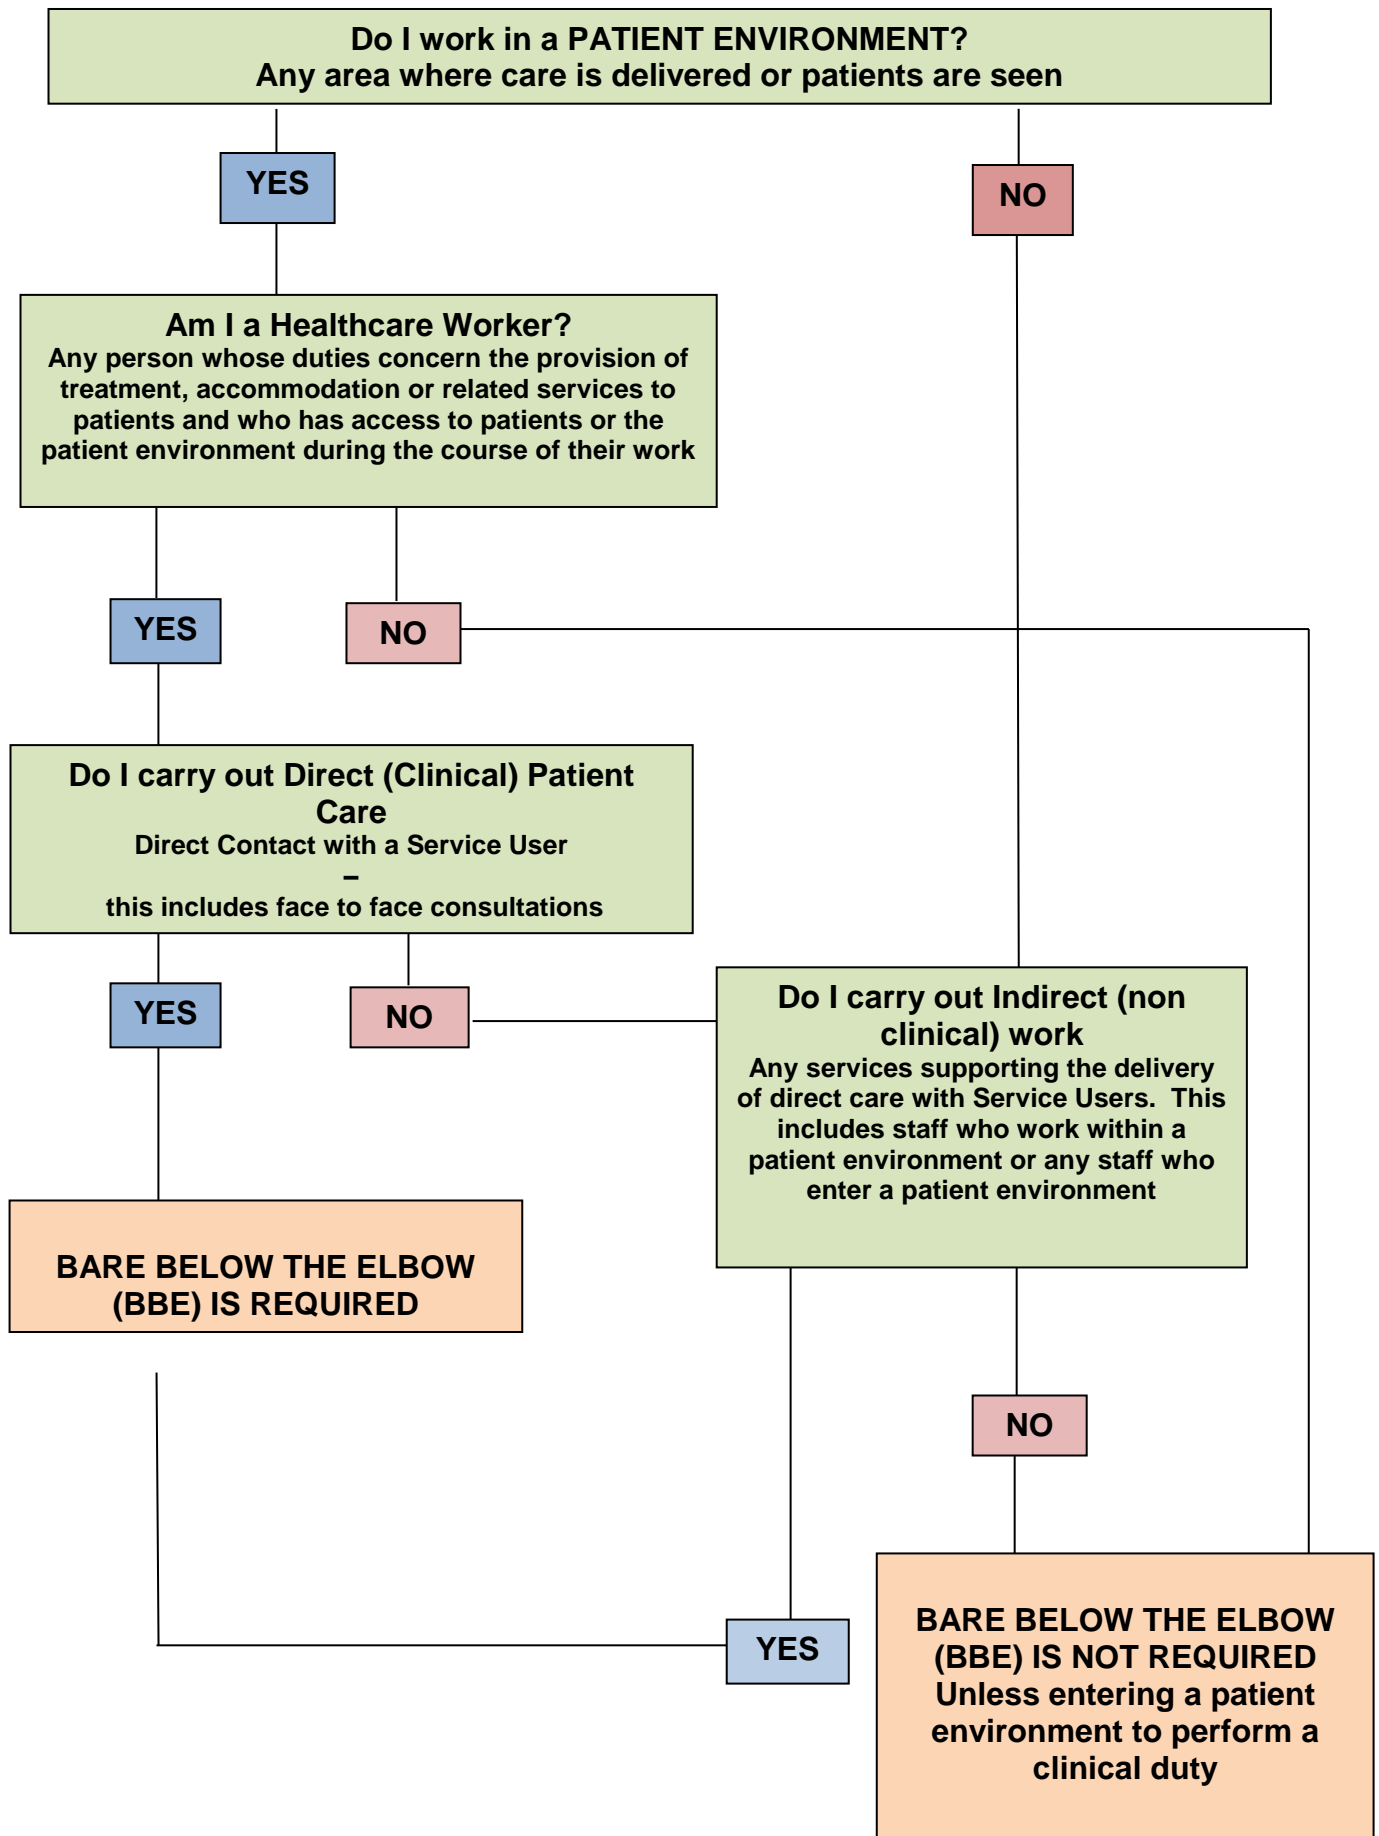 Do I work in a PATIENT ENVIRONMENT?
Any area where care is delivered or patients are seen
YES
NO
Am I a Healthcare Worker?
Any person whose duties concern the provision of
treatment, accommodation or related services to
patients and who has access to patients or the
patient environment during the course of their work
YES
NO
Do I carry out Direct (Clinical) Patient
Care
Direct Contact with a Service User
–
this includes face to face consultations
YES
NO
Do I carry out Indirect (non
clinical) work
Any services supporting the delivery
of direct care with Service Users.  This
includes staff who work within a
patient environment or any staff who
enter a patient environment
BARE BELOW THE ELBOW
(BBE) IS REQUIRED
NO
YES
BARE BELOW THE ELBOW
(BBE) IS NOT REQUIRED
Unless entering a patient
environment to perform a
clinical duty